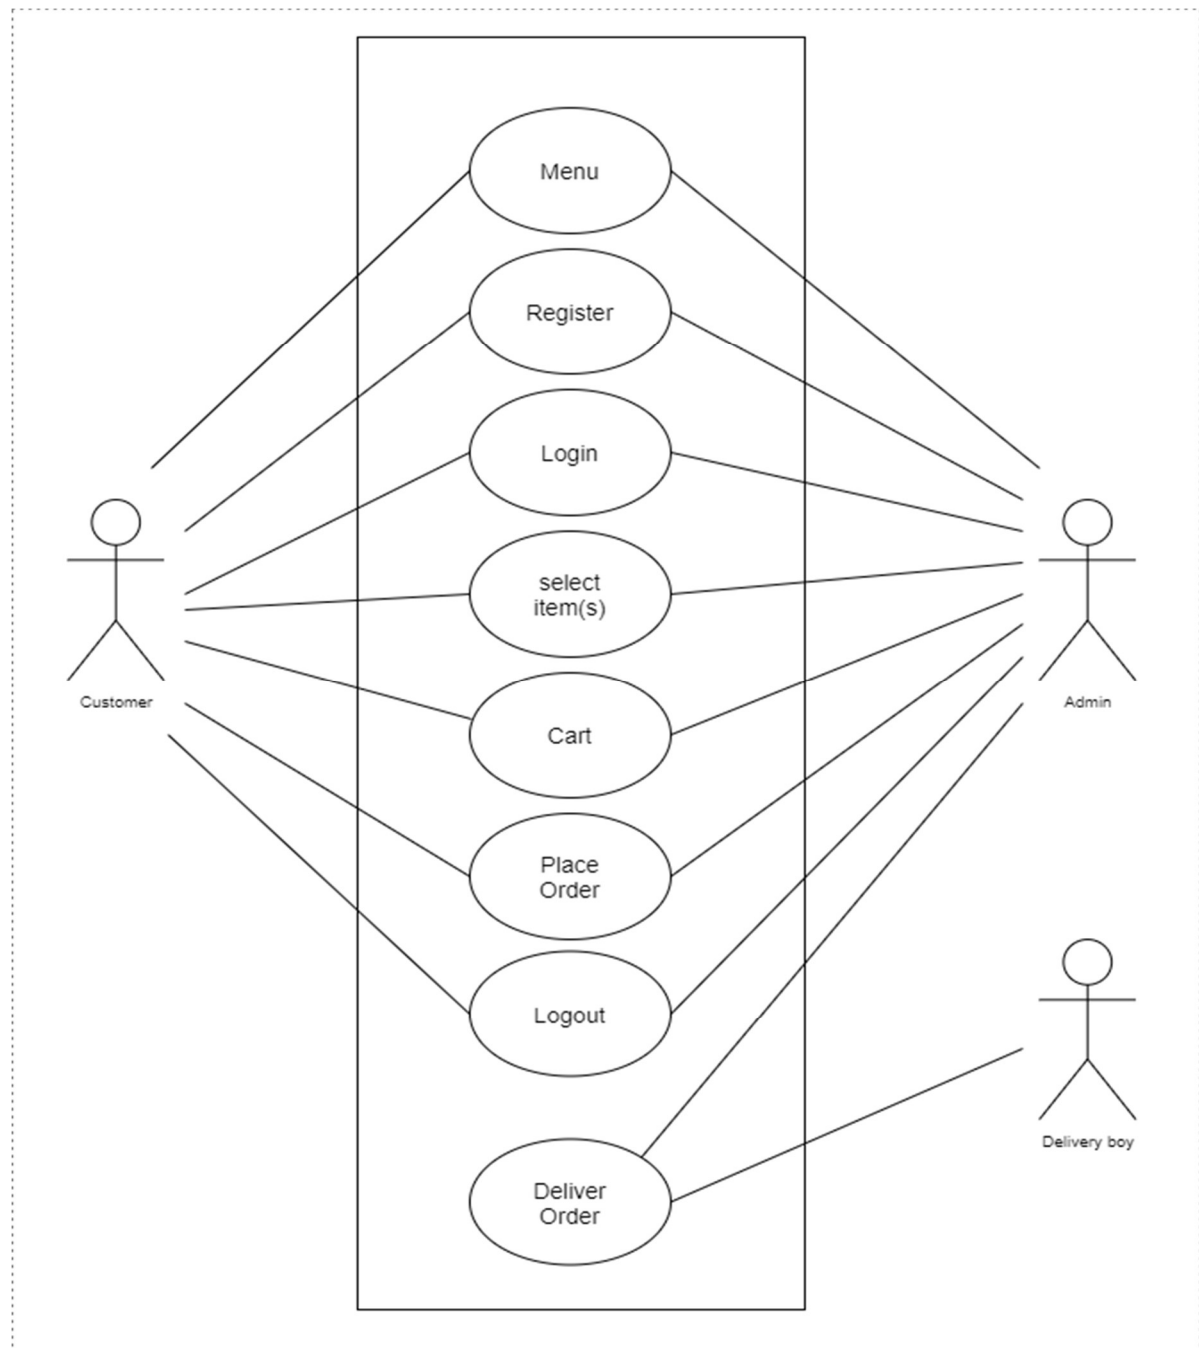 Menu
Register
Login
select
item(s)
Cart
Place
Order
Logout
Deliver
Order
Customer
Admin
Delivery boy